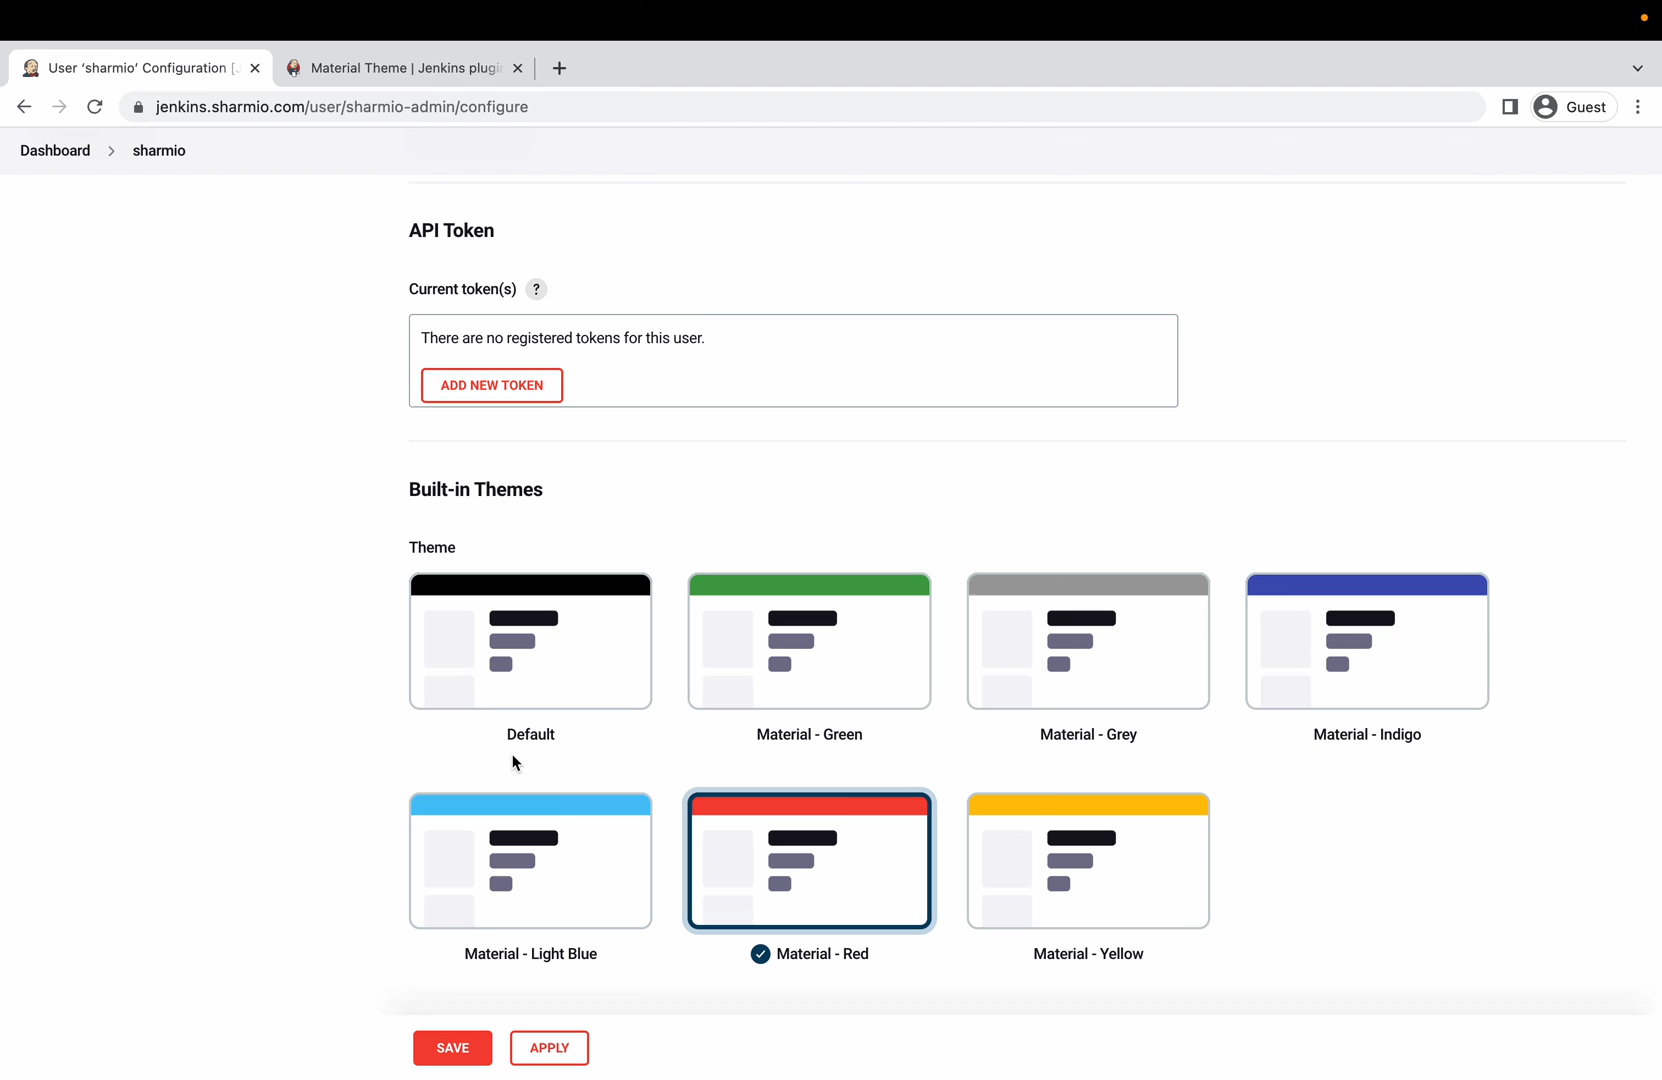 User ‘sharmio’ Configuration [J
Material Theme | Jenkins plugin
jenkins.sharmio.com/user/sharmio-admin/configure
Guest
Dashboard > sharmio
API Token
Current token(s) ?
There are no registered tokens for this user.
ADD NEW TOKEN
Built-in Themes
Theme
Default
Material - Green
Material - Grey
Material - Indigo
Material - Light Blue
Material - Red
Material - Yellow
SAVE
APPLY